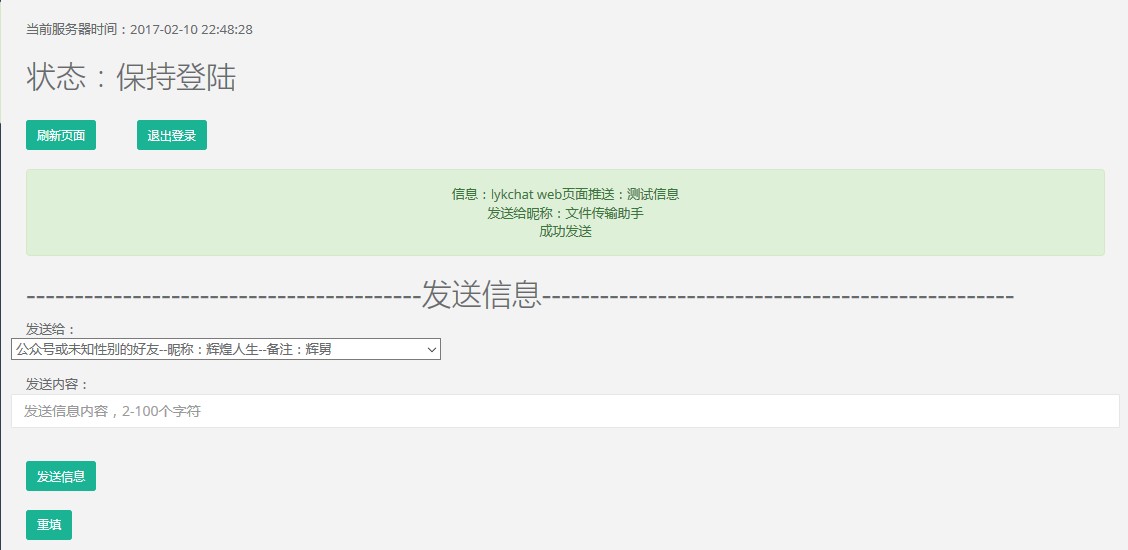 当前服务器时间：2017-02-10 22:48:28
状态：保持登陆
刷新页面 退出登录
信息：lykchat web页面推送：测试信息
发送给昵称：文件传输助手
成功发送
-----------------------------------------发送信息-------------------------------------------------
发送给：
公众号或未知性别的好友--昵称：辉煌人生--备注：辉舅
发送内容：
发送信息内容，2-100个字符
发送信息
重填